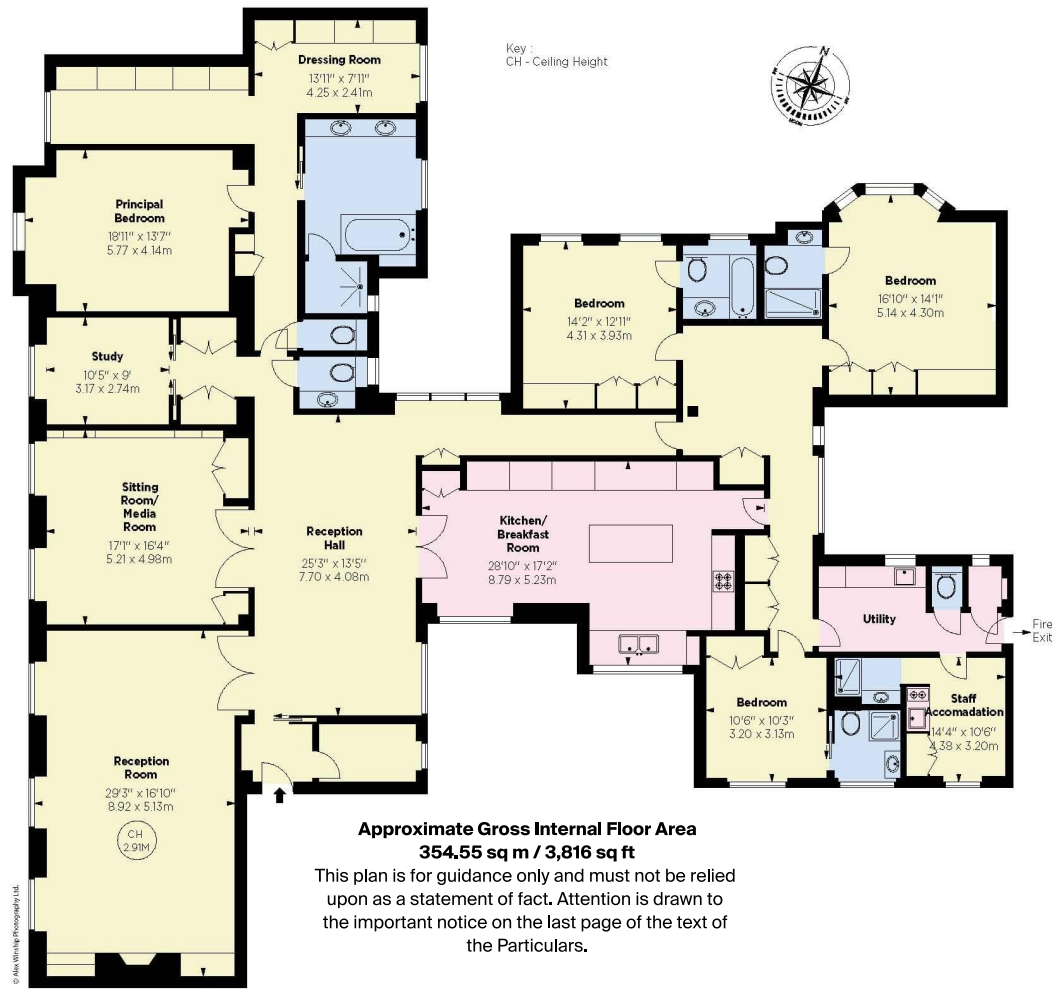 Key :
CH - Ceiling Height
N
Dressing Room
13'11" x 7'11"
4.25 x 2.41m
Principal
Bedroom
18'11" x 13'7"
5.77 x 4.14m
Bedroom
14'2" x 12'11"
4.31 x 3.93m
Bedroom
16'10" x 14'1"
5.14 x 4.30m
Study
10'5" x 9'
3.17 x 2.74m
Sitting
Room/
Media
Room
17'1" x 16'4"
5.21 x 4.98m
Reception
Hall
25'3" x 13'5"
7.70 x 4.08m
Kitchen/
Breakfast
Room
28'10" x 17'2"
8.79 x 5.23m
Utility
Fire
Exit
Bedroom
10'6" x 10'3"
3.20 x 3.13m
Staff
Accomadation
14'4" x 10'6"
4.38 x 3.20m
Reception
Room
29'3" x 16'10"
8.92 x 5.13m
CH
2.91M
Approximate Gross Internal Floor Area
354.55 sq m / 3,816 sq ft
This plan is for guidance only and must not be relied
upon as a statement of fact. Attention is drawn to
the important notice on the last page of the text of
the Particulars.
© Alex Winship Photography Ltd.